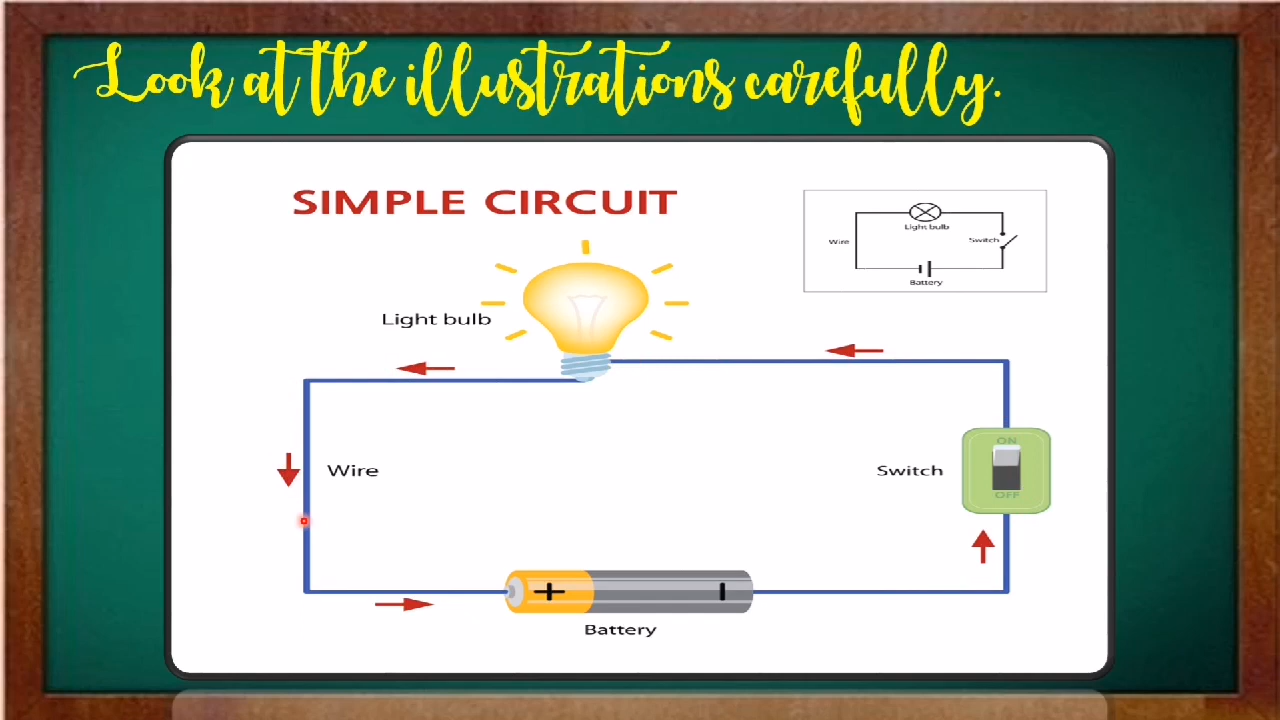 Look at the illustrations carefully.
SIMPLE CIRCUIT
Light bulb
Wire
Switch
Battery
Light bulb
Wire
Switch
ON
OFF
+
Battery